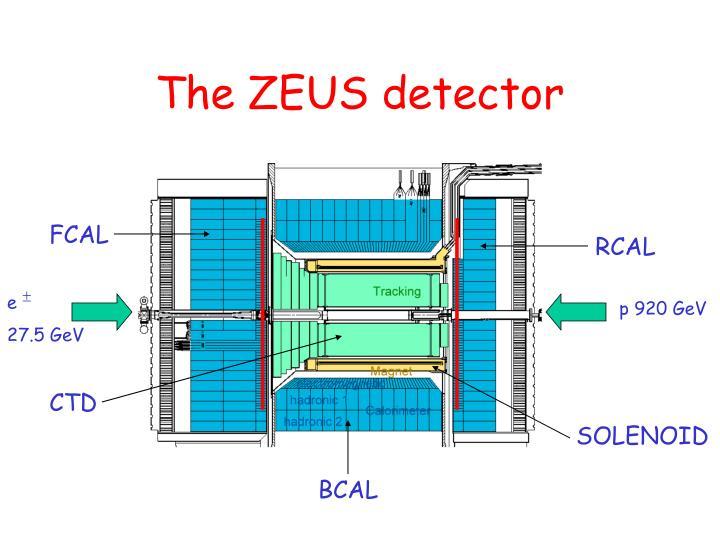 The ZEUS detector
FCAL
RCAL
Tracking
e ±
p 920 GeV
27.5 GeV
Magnet
electromagnetic
CTD
hadronic 1
Calorimeter
hadronic 2
SOLENOID
BCAL